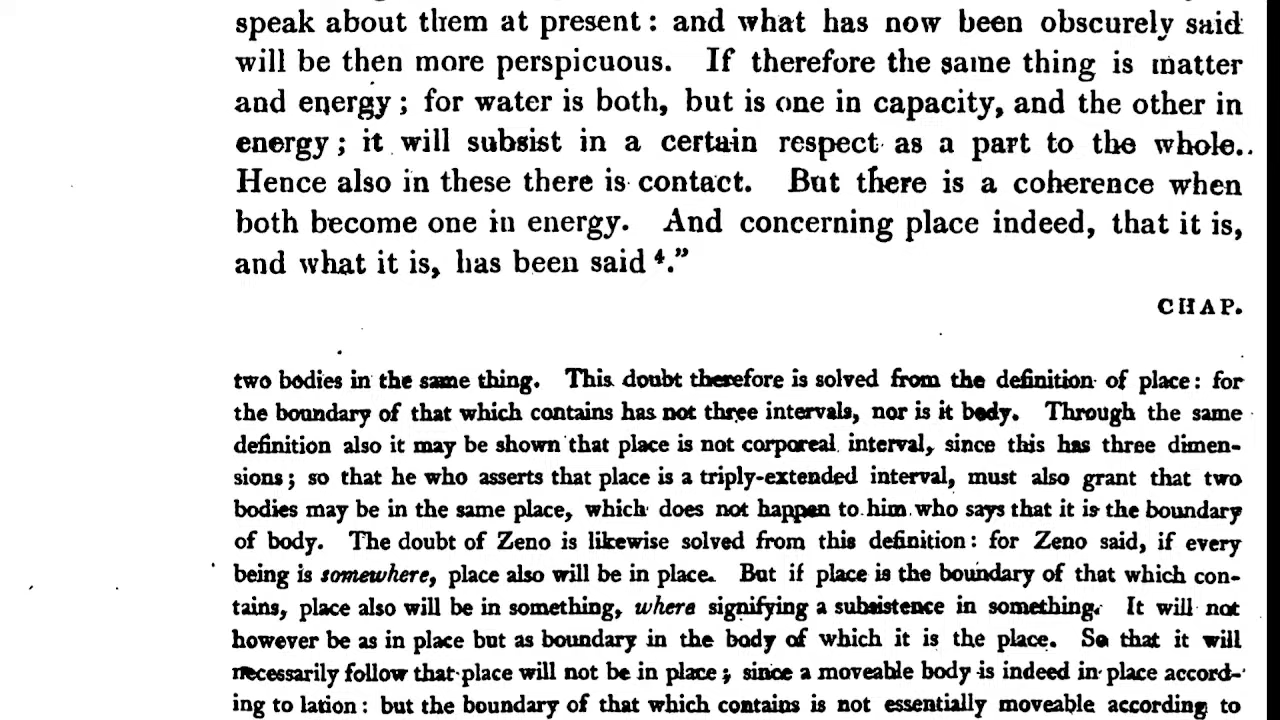 speak about them at present : and what has now been obscurely said
will be then more perspicuous. If therefore the same thing is matter
and energy ; for water is both, but is one in capacity, and the other in
energy ; it will subsist in a certain respect as a part to the whole.
Hence also in these there is contact. But there is a coherence when
both become one in energy. And concerning place indeed, that it is,
and what it is, has been said 4."
CHAP.
two bodies in the same thing. This doubt therefore is solved from the definition of place : for
the boundary of that which contains has not three intervals, nor is it body. Through the same
definition also it may be shown that place is not corporeal interval, since this has three dimen-
sions ; so that he who asserts that place is a triply-extended interval, must also grant that two
bodies may be in the same place, which does not happen to him who says that it is the boundary
of body. The doubt of Zeno is likewise solved from this definition : for Zeno said, if every
being is somewhere, place also will be in place. But if place is the boundary of that which con-
tains, place also will be in something, where signifying a subsistence in something. It will not
however be as in place but as boundary in the body of which it is the place. So that it will
necessarily follow that place will not be in place ; since a moveable body is indeed in place accord-
ing to lation : but the boundary of that which contains is not essentially moveable according to